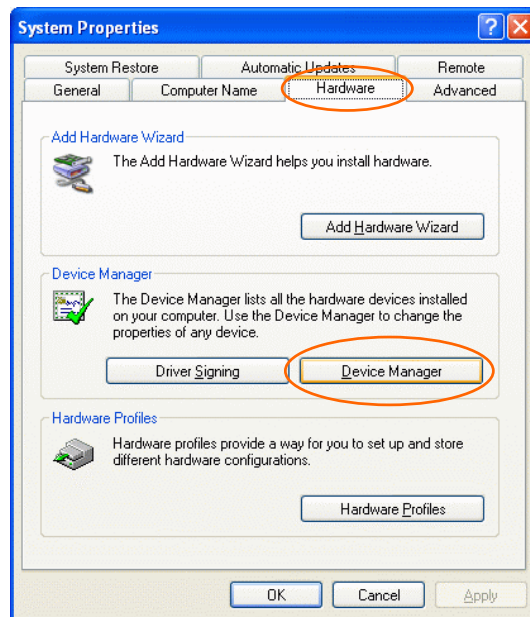 System Properties
System Restore Automatic Updates Remote
General Computer Name Hardware Advanced
Add Hardware Wizard
The Add Hardware Wizard helps you install hardware.
Add Hardware Wizard
Device Manager
The Device Manager lists all the hardware devices installed
on your computer. Use the Device Manager to change the
properties of any device.
Driver Signing Device Manager
Hardware Profiles
Hardware profiles provide a way for you to set up and store
different hardware configurations.
Hardware Profiles
OK Cancel Apply